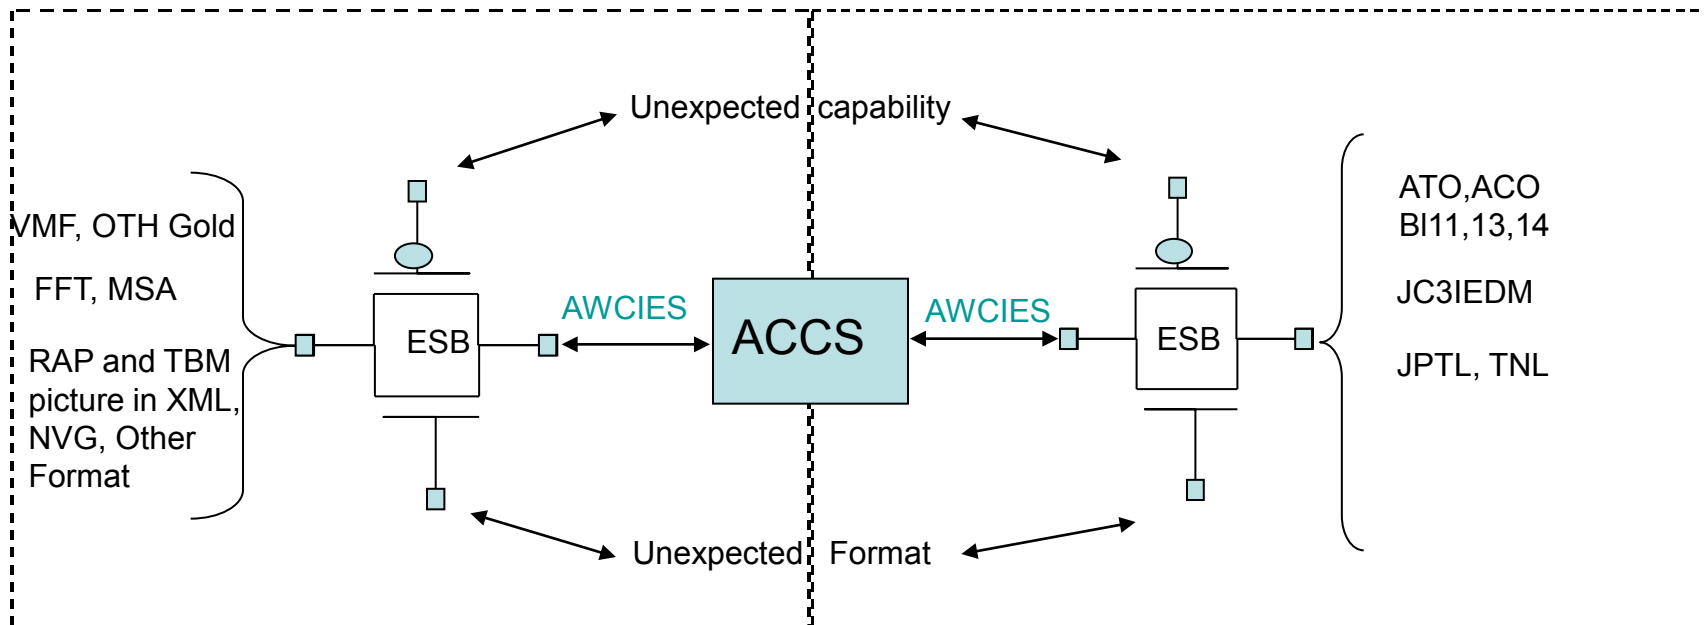 Unexpected capability
VMF, OTH Gold
FFT, MSA
RAP and TBM
picture in XML,
NVG, Other
Format
ESB
AWCIES
ACCS
AWCIES
ESB
ATO,ACO
BI11,13,14
JC3IEDM
JPTL, TNL
Unexpected Format